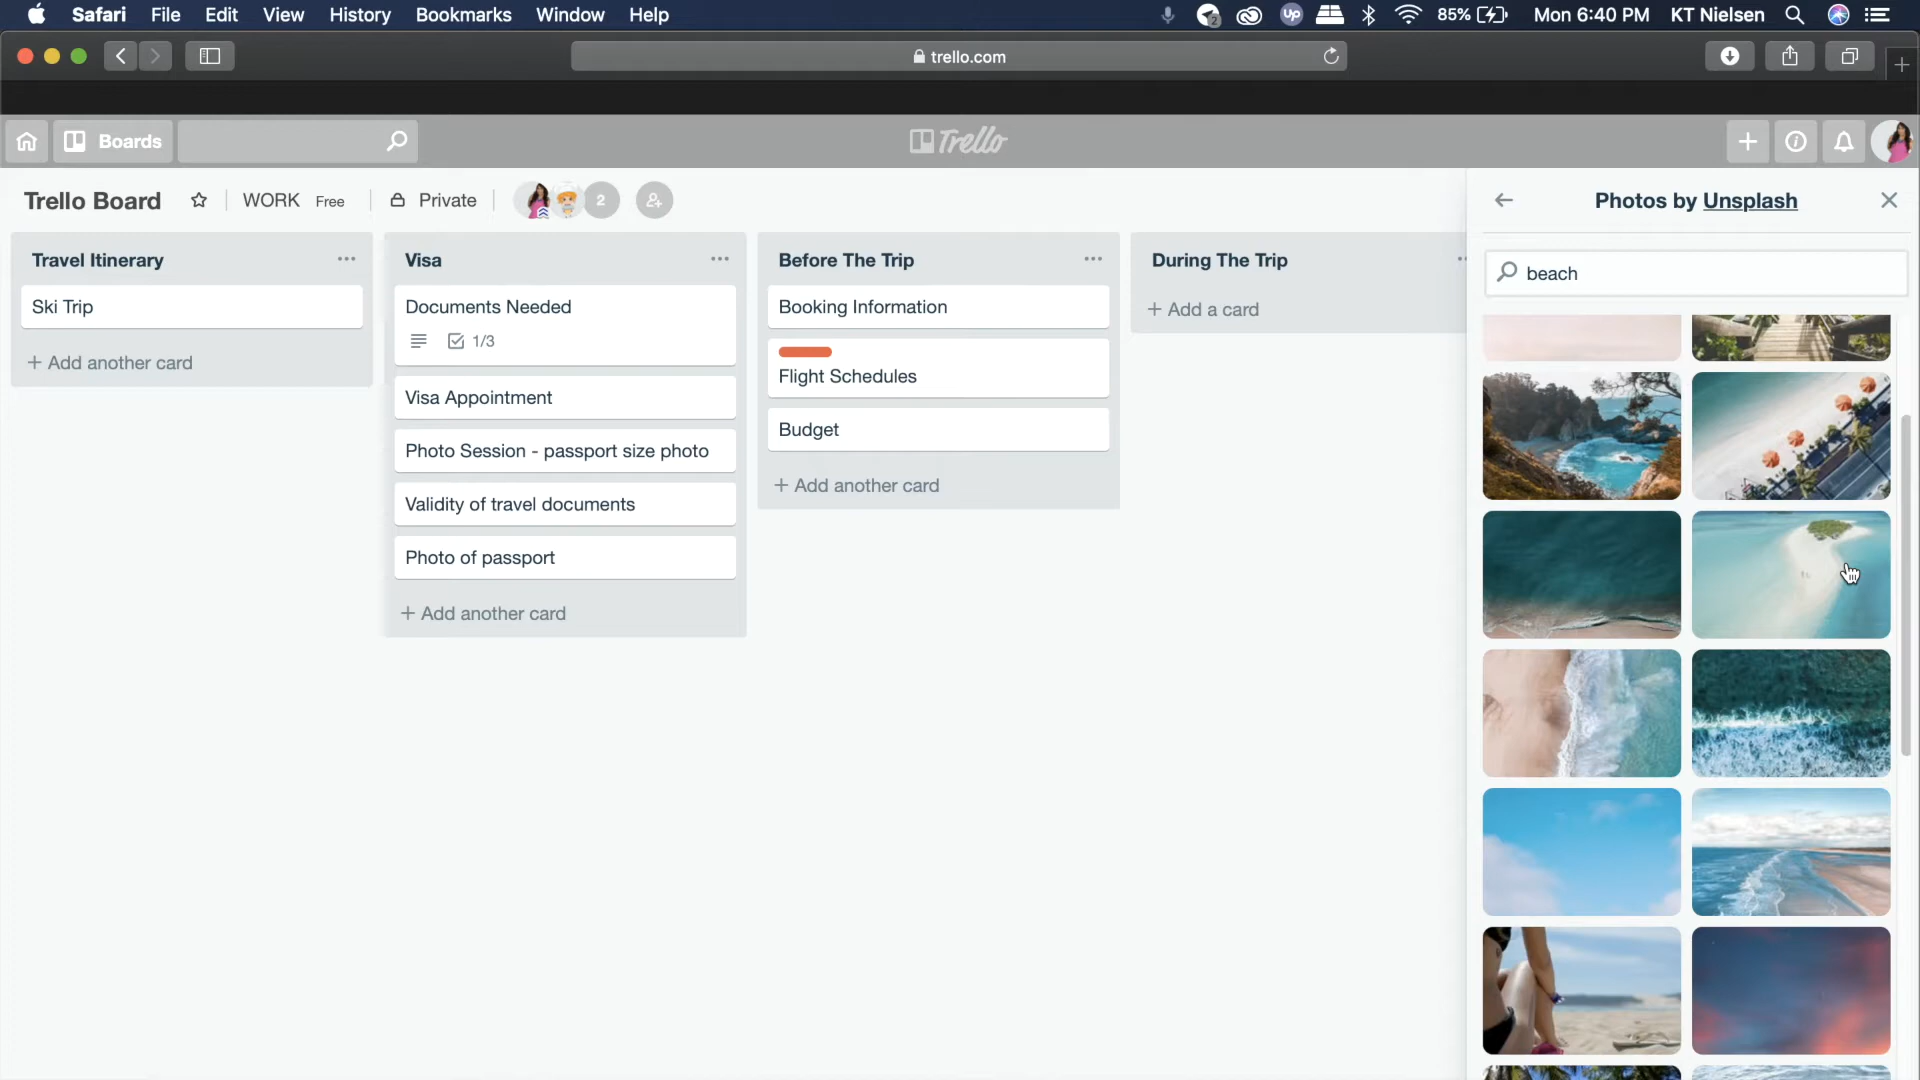 Safari File Edit View History Bookmarks Window Help
2 Up 85% Mon 6:40 PM KT Nielsen
trello.com
Boards
Trello
Trello Board WORK Free Private 2
Photos by Unsplash
beach
Travel Itinerary
Ski Trip
+ Add another card
Visa
Documents Needed
1/3
Visa Appointment
Photo Session - passport size photo
Validity of travel documents
Photo of passport
+ Add another card
Before The Trip
Booking Information
Flight Schedules
Budget
+ Add another card
During The Trip
+ Add a card